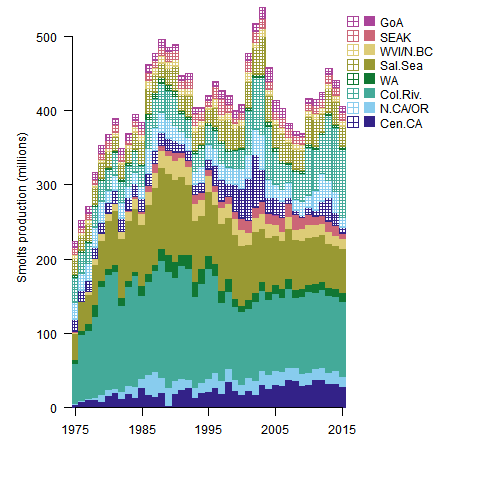 GoA
SEAK
WVI/N.BC
Sal.Sea
WA
Col.Riv.
N.CA/OR
Cen.CA
Smolts production (millions)
500
400
300
200
100
0
1975
1985
1995
2005
2015